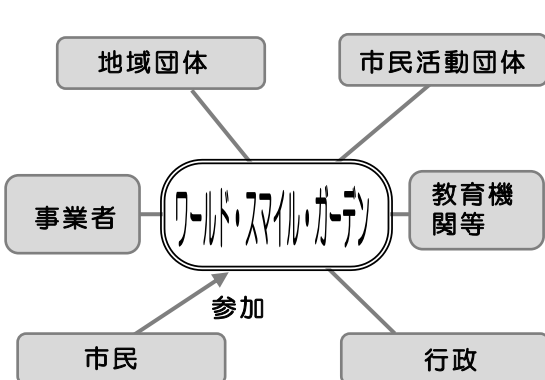 地域団体
市民活動団体
事業者
ワールド・スマイル・ガーデン
教育機
関等
参加
市民
行政